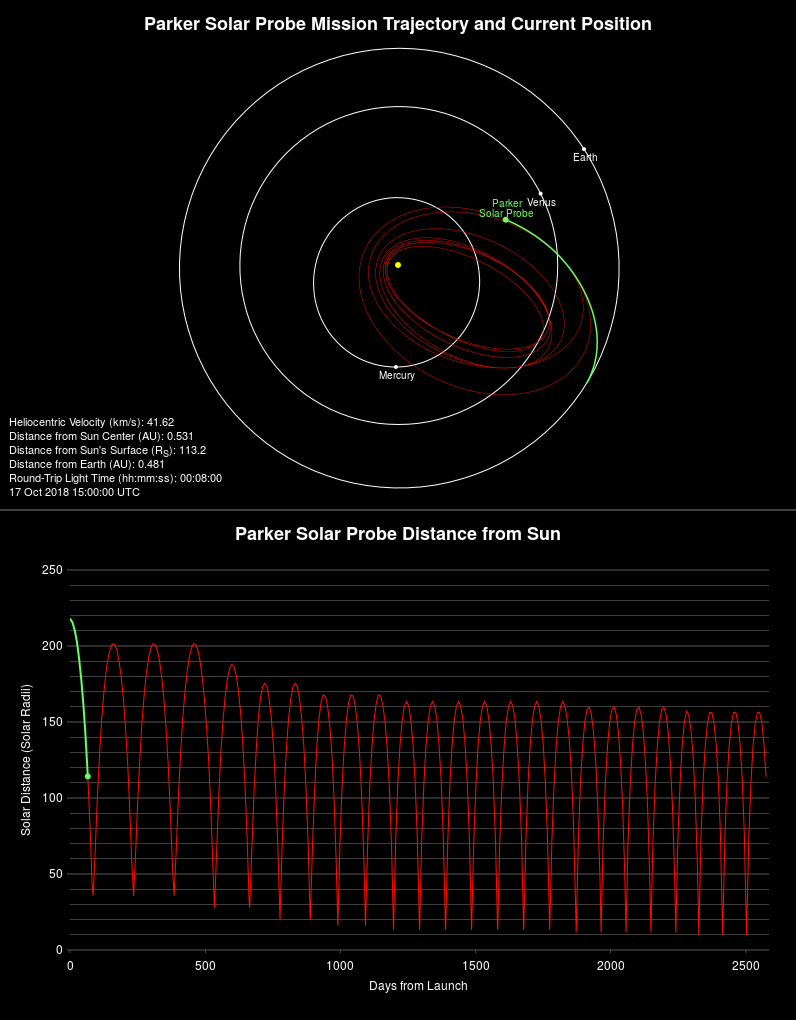 Parker Solar Probe Mission Trajectory and Current Position
Earth
Venus
Parker
Solar Probe
Mercury
Heliocentric Velocity (km/s): 41.62
Distance from Sun Center (AU): 0.531
Distance from Sun's Surface (RS): 113.2
Distance from Earth (AU): 0.481
Round-Trip Light Time (hh:mm:ss): 00:08:00
17 Oct 2018 15:00:00 UTC
Parker Solar Probe Distance from Sun
250
200
150
100
50
0
Solar Distance (Solar Radii)
0 500 1000 1500 2000 2500
Days from Launch